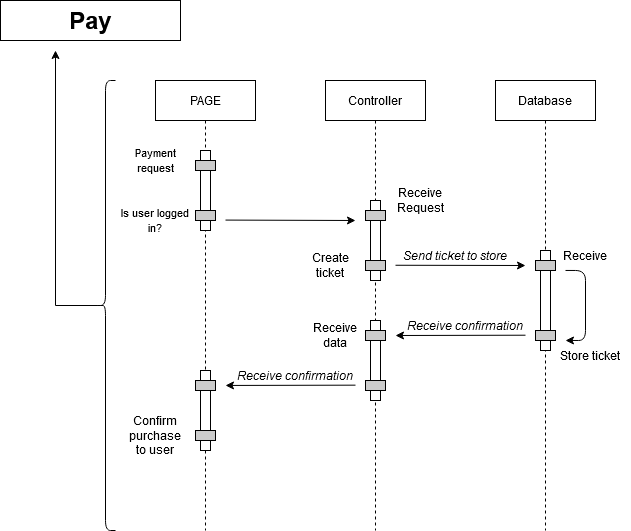 Pay
PAGE
Controller
Database
Payment
request
Is user logged
in?
Receive
Request
Create
ticket
Send ticket to store
Receive
Receive
data
Receive confirmation
Store ticket
Receive confirmation
Confirm
purchase
to user